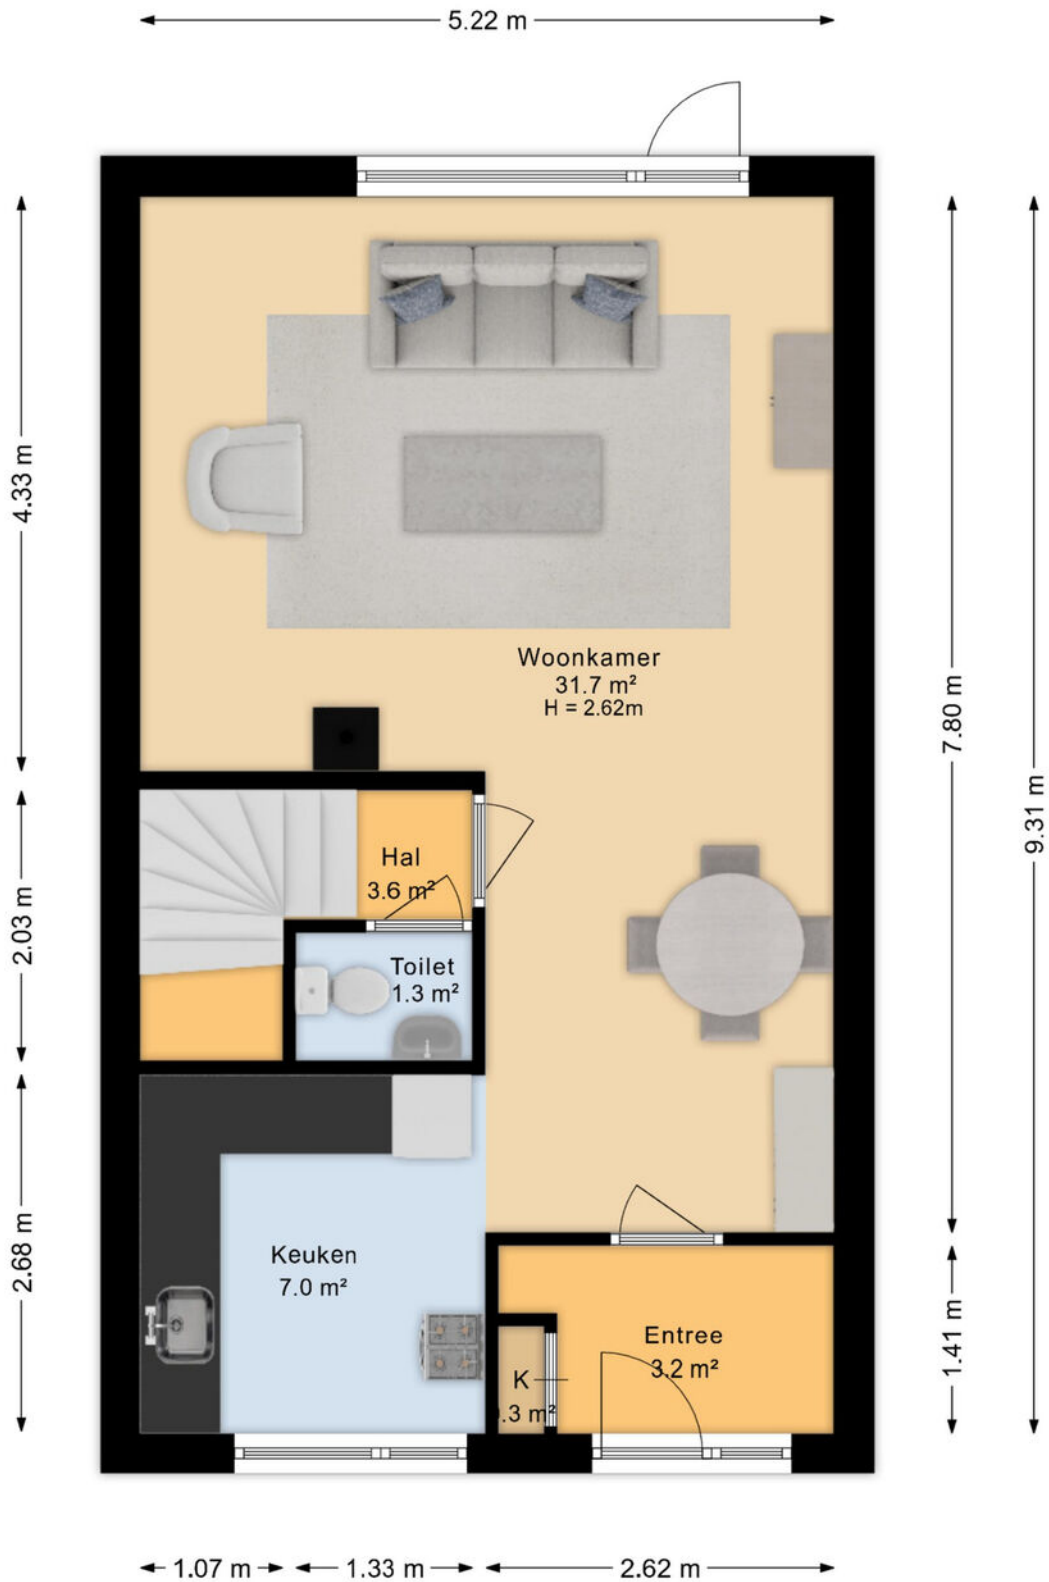 5.22 m
4.33 m
Woonkamer
31.7 m²
H = 2.62m
7.80 m
9.31 m
Hal
3.6 m²
2.03 m
Toilet
1.3 m²
2.68 m
Keuken
7.0 m²
Entree
3.2 m²
1.41 m
K
.3 m²
1.07 m
1.33 m
2.62 m